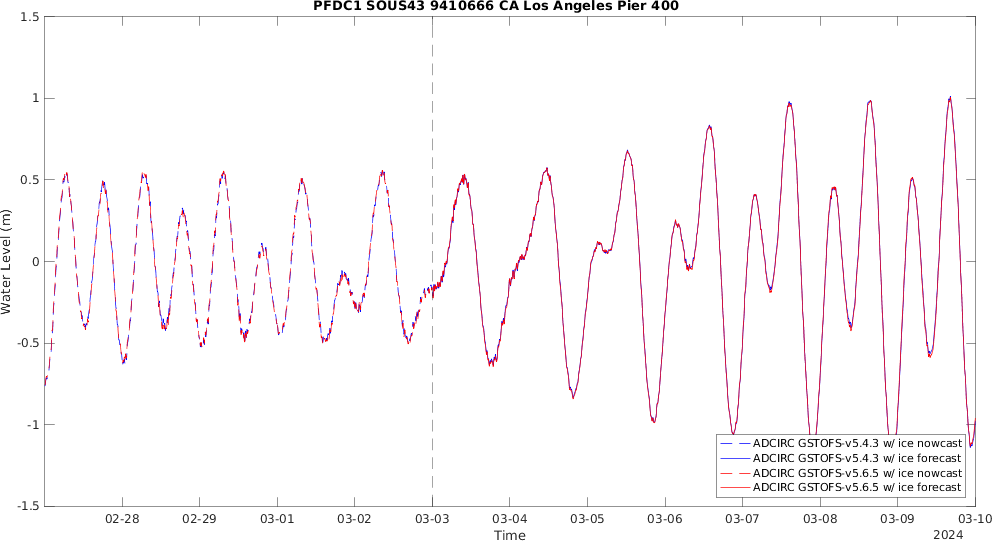 PFDC1 SOUS43 9410666 CA Los Angeles Pier 400
1.5
1
0.5
0
-0.5
-1
-1.5
Water Level (m)
02-28
02-29
03-01
03-02
03-03
03-04
03-05
03-06
03-07
03-08
03-09
03-10
Time
2024
ADCIRC GSTOFS-v5.4.3 w/ ice nowcast
ADCIRC GSTOFS-v5.4.3 w/ ice forecast
ADCIRC GSTOFS-v5.6.5 w/ ice nowcast
ADCIRC GSTOFS-v5.6.5 w/ ice forecast